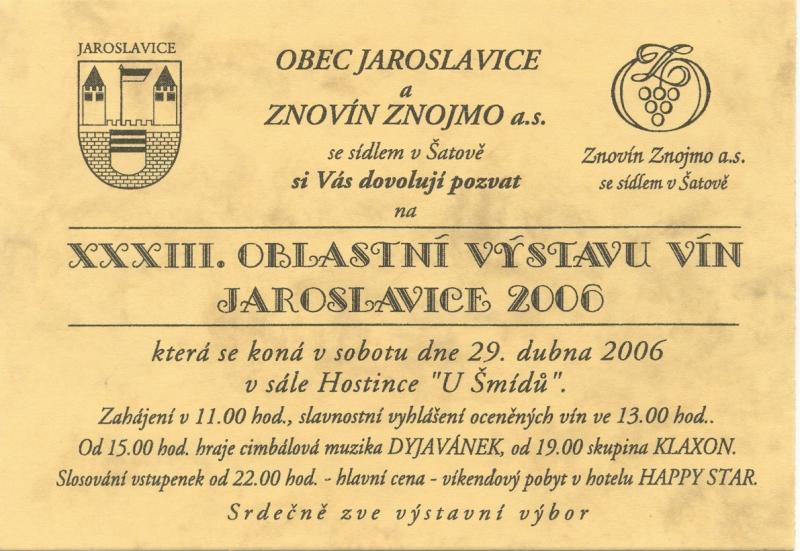 JAROSLAVICE
OBEC JAROSLAVICE
a
ZNOVÍN ZNOJMO a.s.
se sídlem v Šatově
si Vás dovolují pozvat
na
Znovín Znojmo a.s.
se sídlem v Šatově
XXXIII. OBLASTNÍ VÝSTAVU VÍN
JAROSLAVICE 2006
která se koná v sobotu dne 29. dubna 2006
v sále Hostince "U Šmídů".
Zahájení v 11.00 hod., slavnostní vyhlášení oceněných vín ve 13.00 hod..
Od 15.00 hod. hraje cimbálová muzika DYJAVÁNEK, od 19.00 skupina KLAXON.
Slosování vstupenek od 22.00 hod. - hlavní cena - víkendový pobyt v hotelu HAPPY STAR.
Srdečně zve výstavní výbor